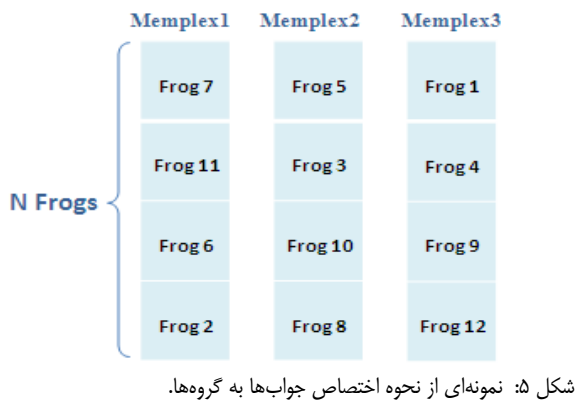 Memplex1 Memplex2 Memplex3
Frog 7 Frog 5 Frog 1
Frog 11 Frog 3 Frog 4
N Frogs
Frog 6 Frog 10 Frog 9
Frog 2 Frog 8 Frog 12
شکل ۵: نمونه‌ای از نحوه اختصاص جواب‌ها به گروه‌ها.